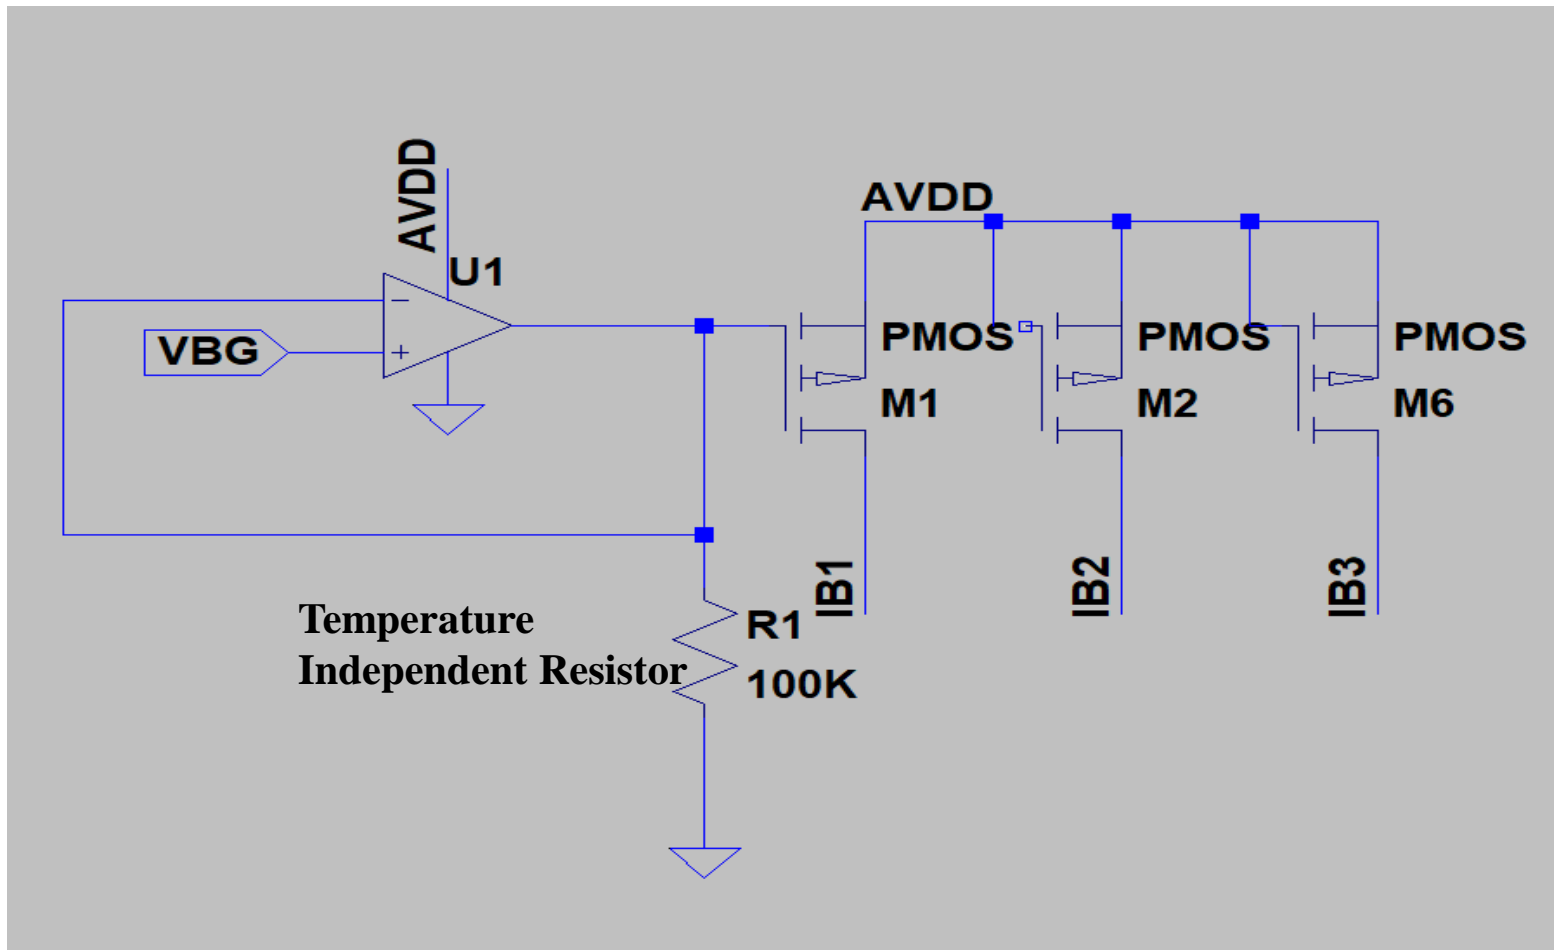 AVDD
U1
VBG
AVDD
PMOS
M1
PMOS
M2
PMOS
M6
IB1
IB2
IB3
Temperature
Independent Resistor
R1
100K